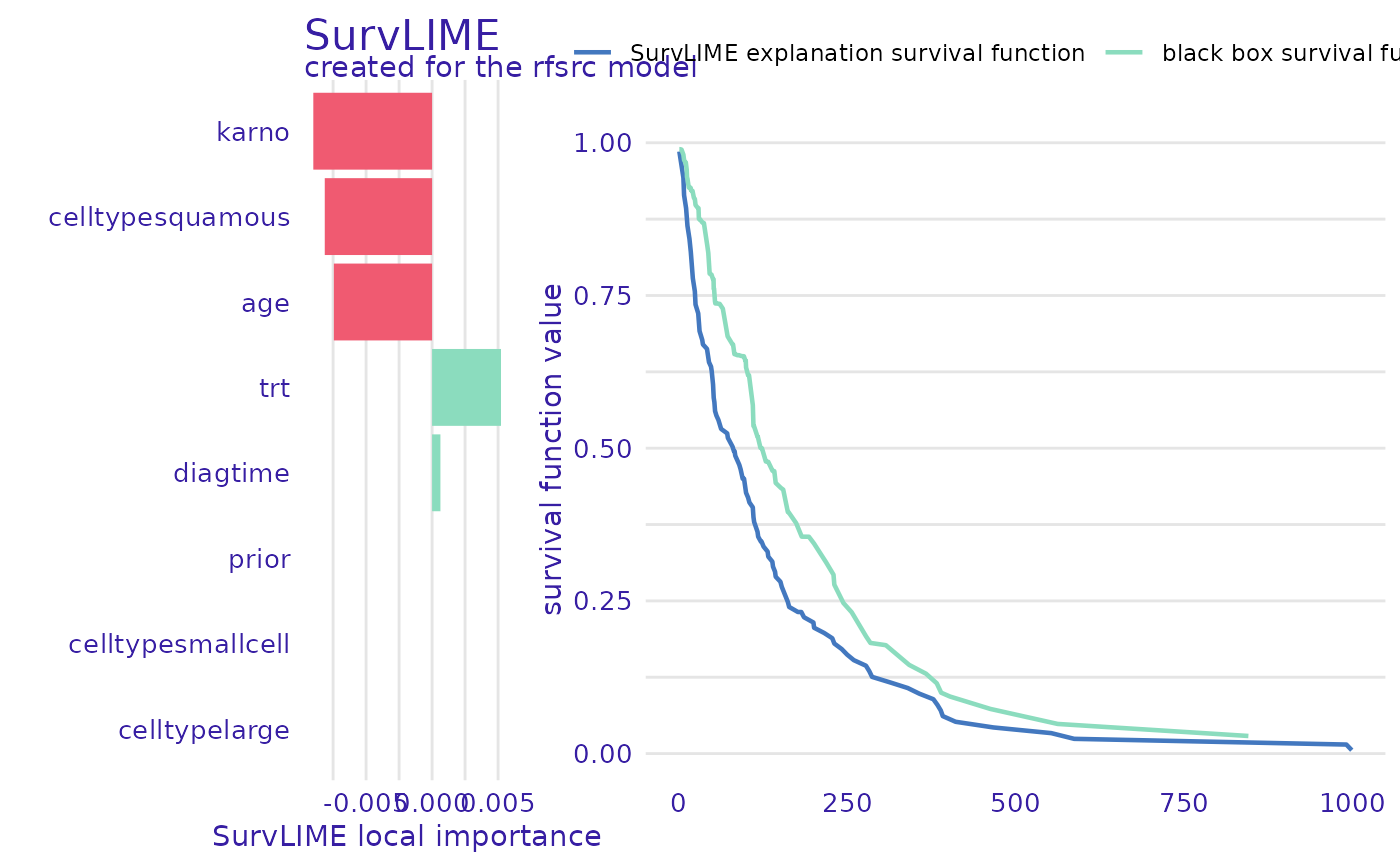 SurvLIME
created for the rfsrc model
SurvLIME explanation survival function
black box survival fu
karno
celltypesquamous
age
trt
diagtime
prior
celltypesmallcell
celltypelarge
-0.005 0.000 0.005
SurvLIME local importance
survival function value
1.00
0.75
0.50
0.25
0.00
0 250 500 750 1000